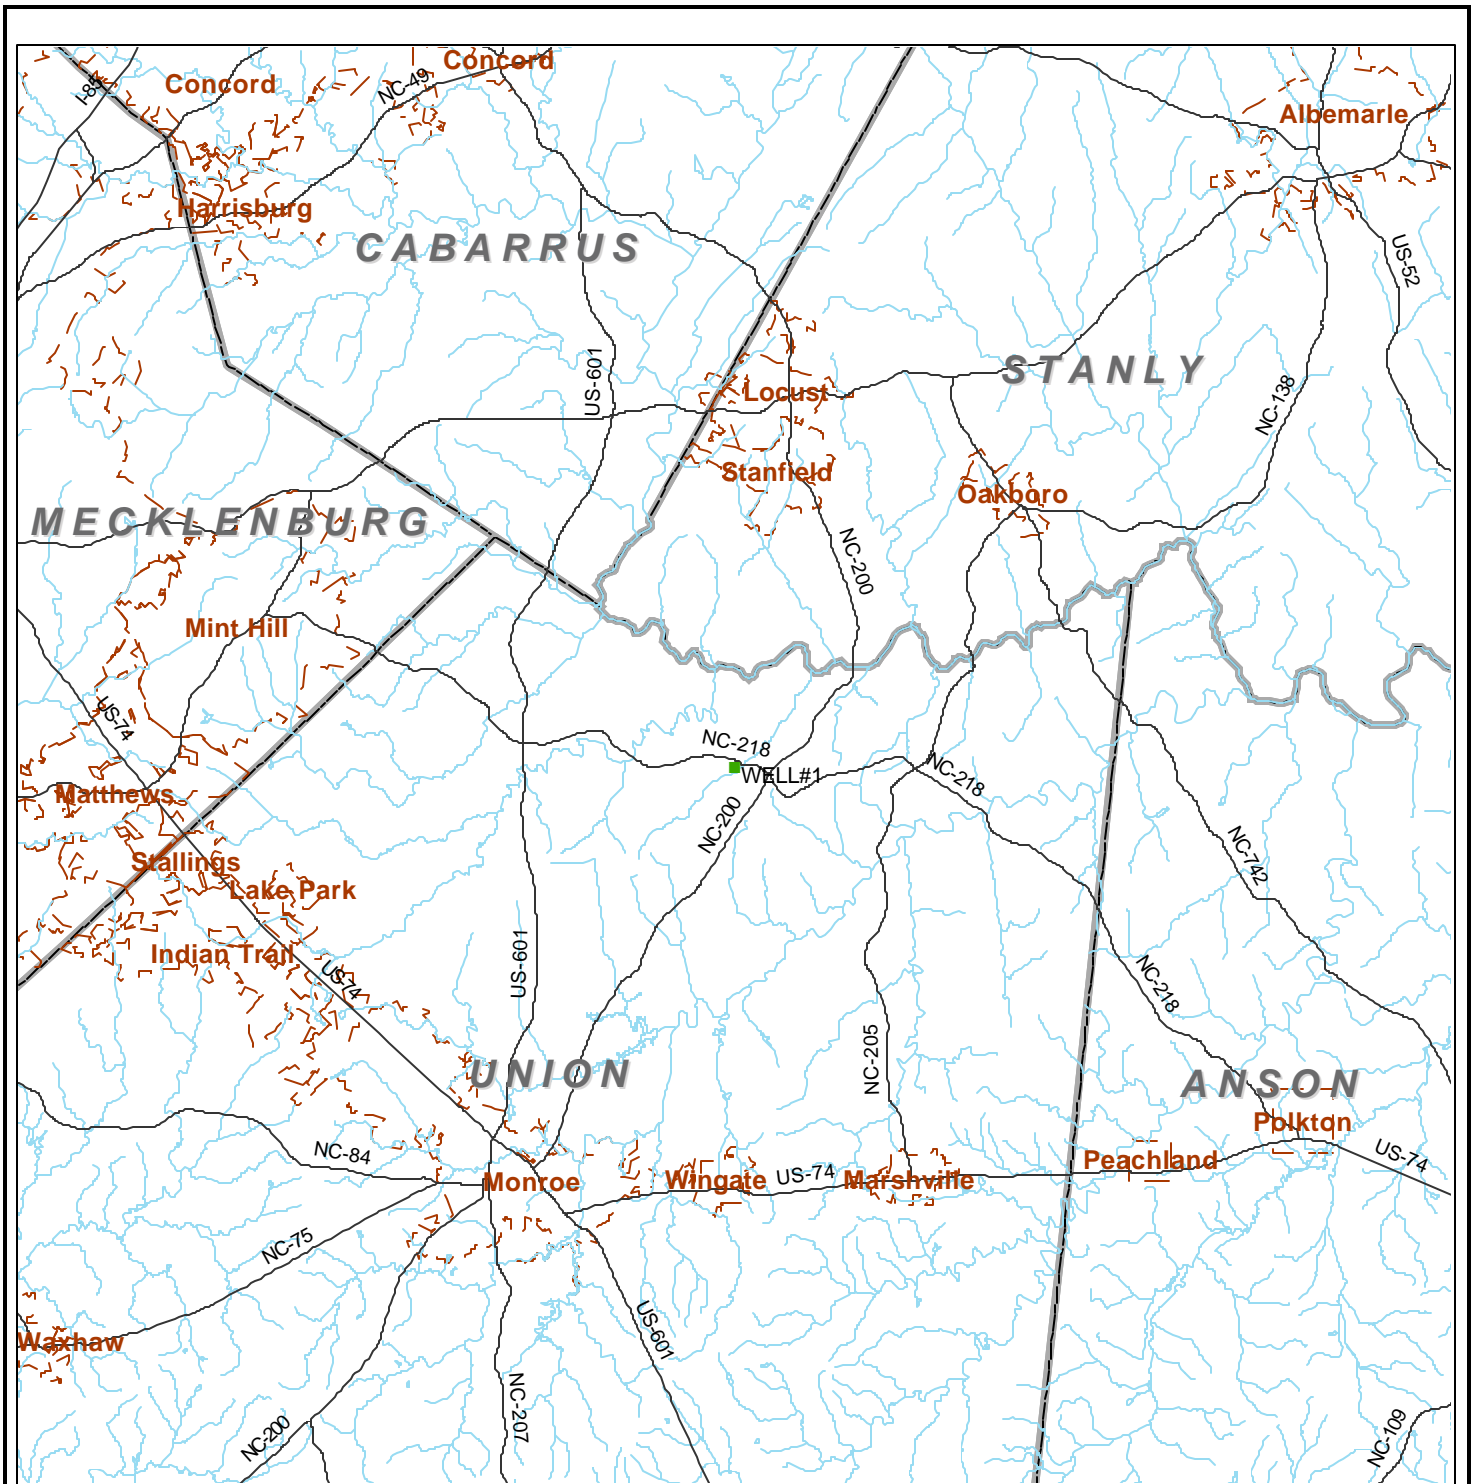 Concord
Concord
I-85
NC-49
Albemarle
Harrisburg
CABARRUS
US-52
US-601
STANLY
Locust
NC-138
Stanfield
Oakboro
MECKLENBURG
NC-200
Mint Hill
US-74
NC-218
WELL#1
NC-218
Matthews
NC-200
NC-742
Stallings
Lake Park
Indian Trail
US-74
US-601
NC-218
NC-205
UNION
ANSON
Polkton
NC-84
Peachland
US-74
Monroe
Wingate
US-74
Marshville
NC-75
Waxhaw
US-601
NC-200
NC-207
NC-109